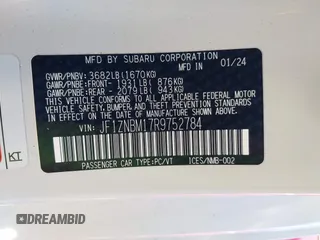 MFD. BY SUBARU CORPORATION 01/24
GVWR/PNBV: 3682LB(1670KG)
GAWR/PNBE: FRONT - 1931LB( 876KG)
GAWR/PNBE: REAR - 2079LB( 943KG)
THIS VEHICLE CONFORMS TO ALL APPLICABLE
FEDERAL MOTOR VEHICLE SAFETY, BUMPER, AND
THEFT PREVENTION STANDARDS IN EFFECT ON THE
DATE OF MANUFACTURE SHOWN ABOVE.
VIN: JF1ZNBM17R9752784
PASSENGER CAR TYPE:PC/VT ICES/NMB-002
KT
DREAMBID